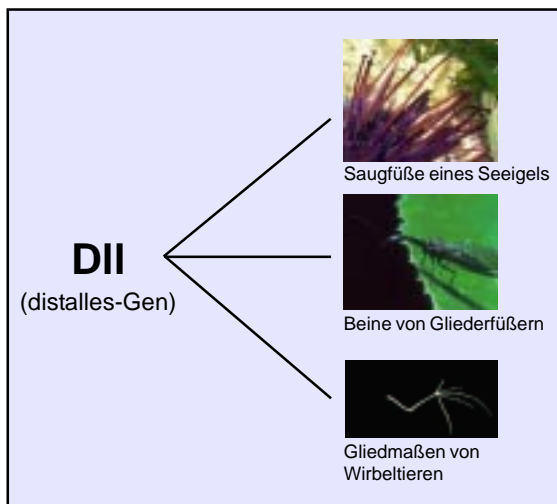 Saugfüße eines Seeigels
Dll
(distalles-Gen)
Beine von Gliederfüßern
Gliedmaßen von
Wirbeltieren